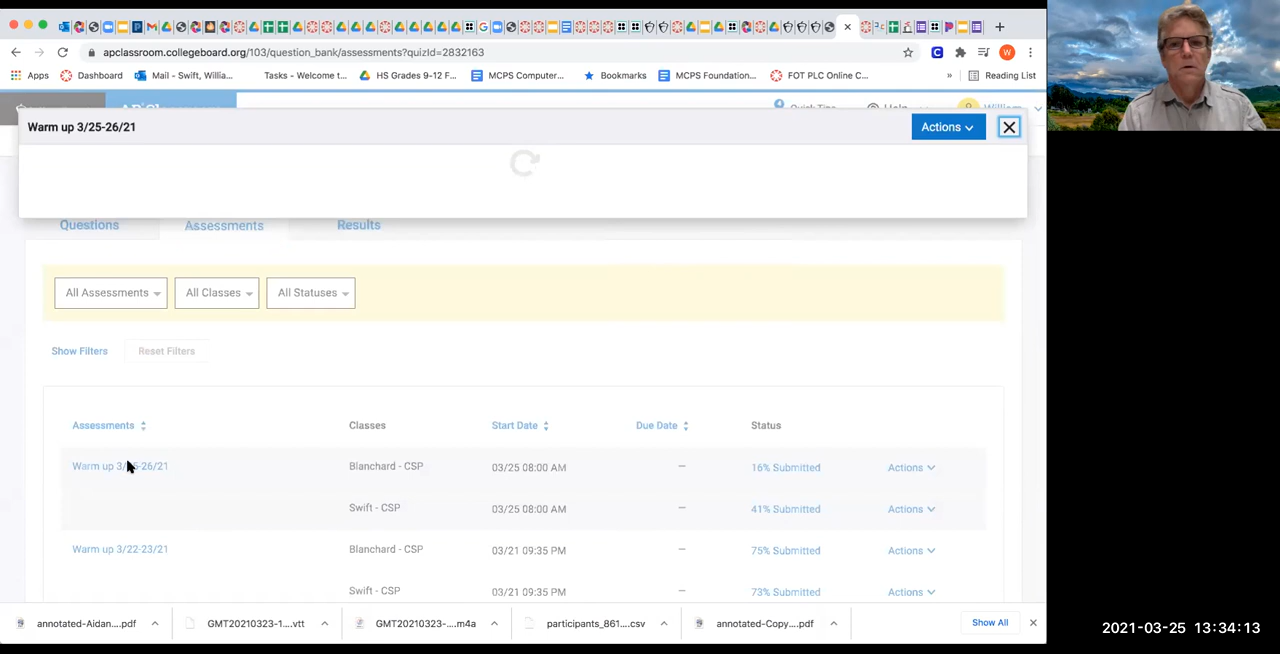 apclassroom.collegeboard.org/103/question_bank/assessments?quizId=2832163
W
Apps Dashboard Mail - Swift, Willia... Tasks - Welcome t... HS Grades 9-12 F... MCPS Computer... Bookmarks MCPS Foundation... FOT PLC Online C... » Reading List
Quick Tips Help William
Warm up 3/25-26/21 Actions
Questions Assessments Results
All Assessments All Classes All Statuses
Show Filters Reset Filters
Assessments Classes Start Date Due Date Status
Warm up 3/25-26/21 Blanchard - CSP 03/25 08:00 AM — 16% Submitted Actions
Swift - CSP 03/25 08:00 AM — 41% Submitted Actions
Warm up 3/22-23/21 Blanchard - CSP 03/21 09:35 PM — 75% Submitted Actions
Swift - CSP 03/21 09:35 PM — 73% Submitted Actions
annotated-Aidan....pdf GMT20210323-1....vtt GMT20210323-....m4a participants_861....csv annotated-Copy....pdf Show All
2021-03-25 13:34:13